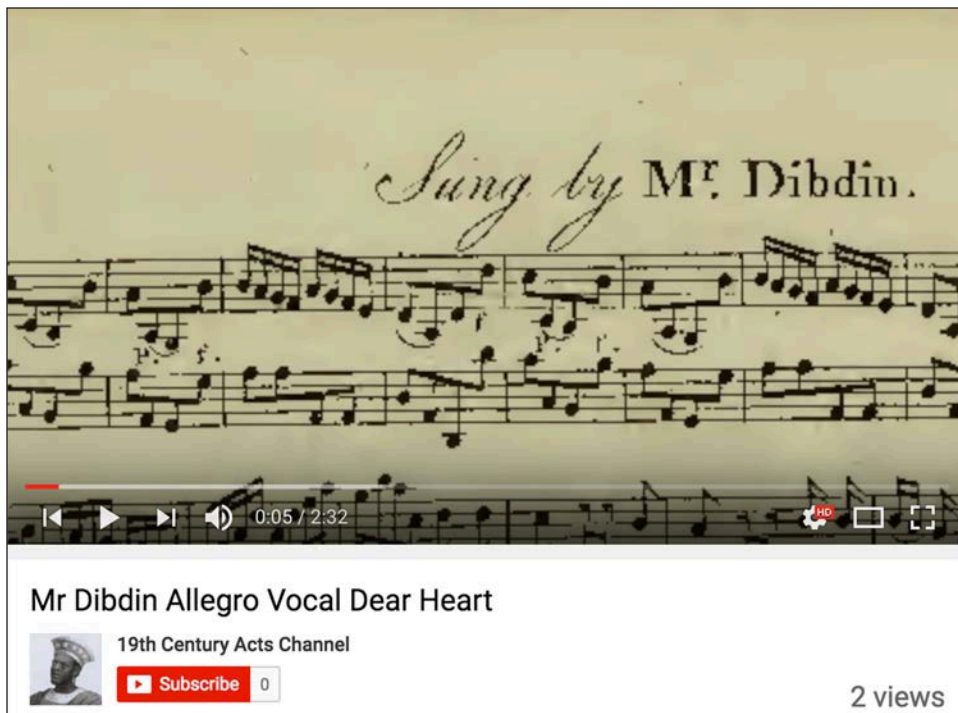 Sung by Mr. Dibdin.
p. f.
f
p. f.
0:05 / 2:32
HD
Mr Dibdin Allegro Vocal Dear Heart
19th Century Acts Channel
Subscribe 0
2 views